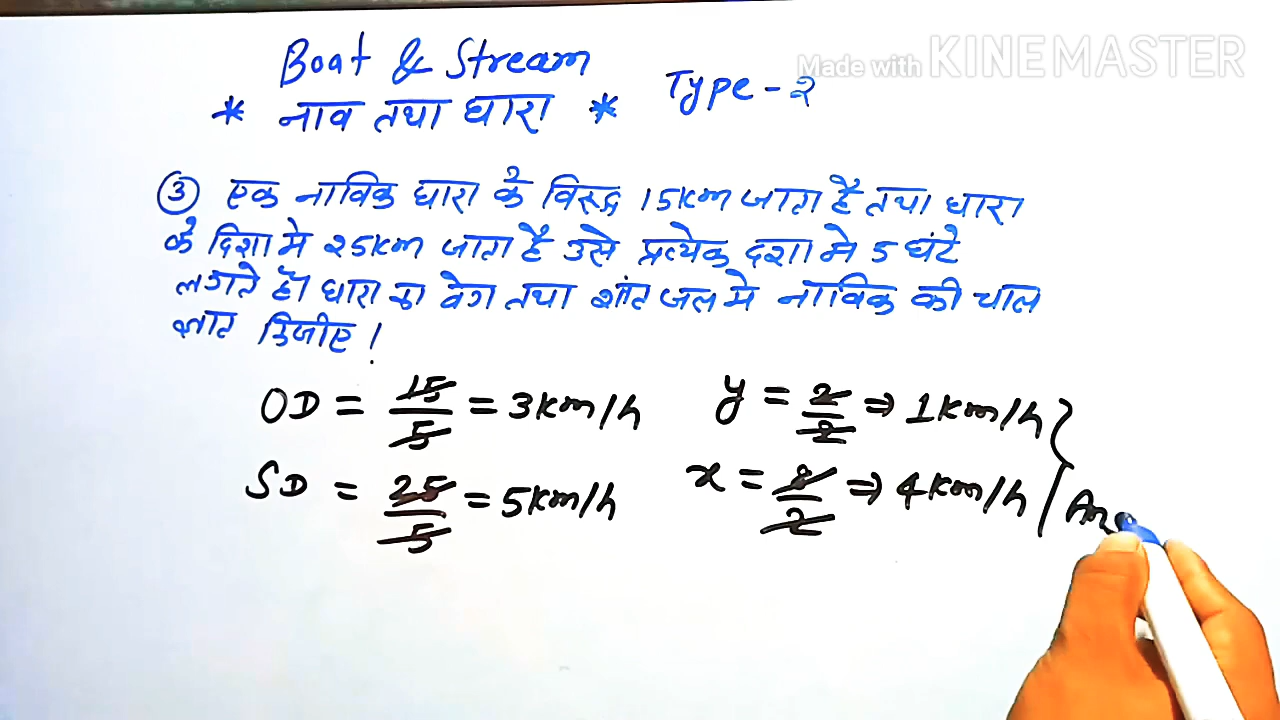 Boat & Stream
* नाव तथा धारा * Type-2
Made with KINEMASTER
③ एक नाविक धारा के विरुद्ध 15km जाता है तथा धारा
के दिशा मे 25km जाता है उसे प्रत्येक दशा मे 5 घंटे
लगते है। धारा का वेग तथा शांत जल मे नाविक की चाल
ज्ञात किजीए !
OD = 15/5 = 3km/h
SD = 25/5 = 5km/h
y = 2/2 ⇒ 1km/h
x = 8/2 ⇒ 4km/h
Ans